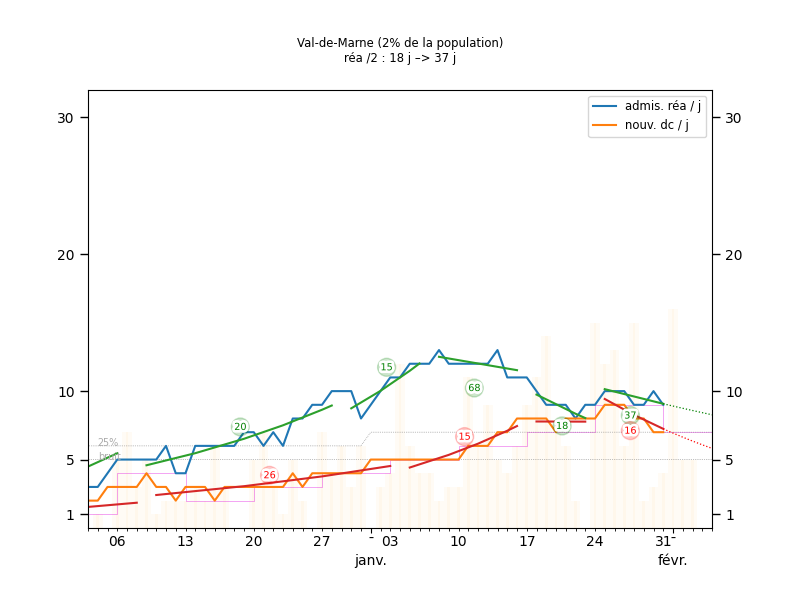 Val-de-Marne (2% de la population)
réa /2 : 18 j –> 37 j
admis. réa / j
nouv. dc / j
30 30
20 20
15
68
10 10
37
20 18
15 16
25%
5 5
26
1 1
06 13 20 27 - 03 10 17 24 31-
janv. févr.